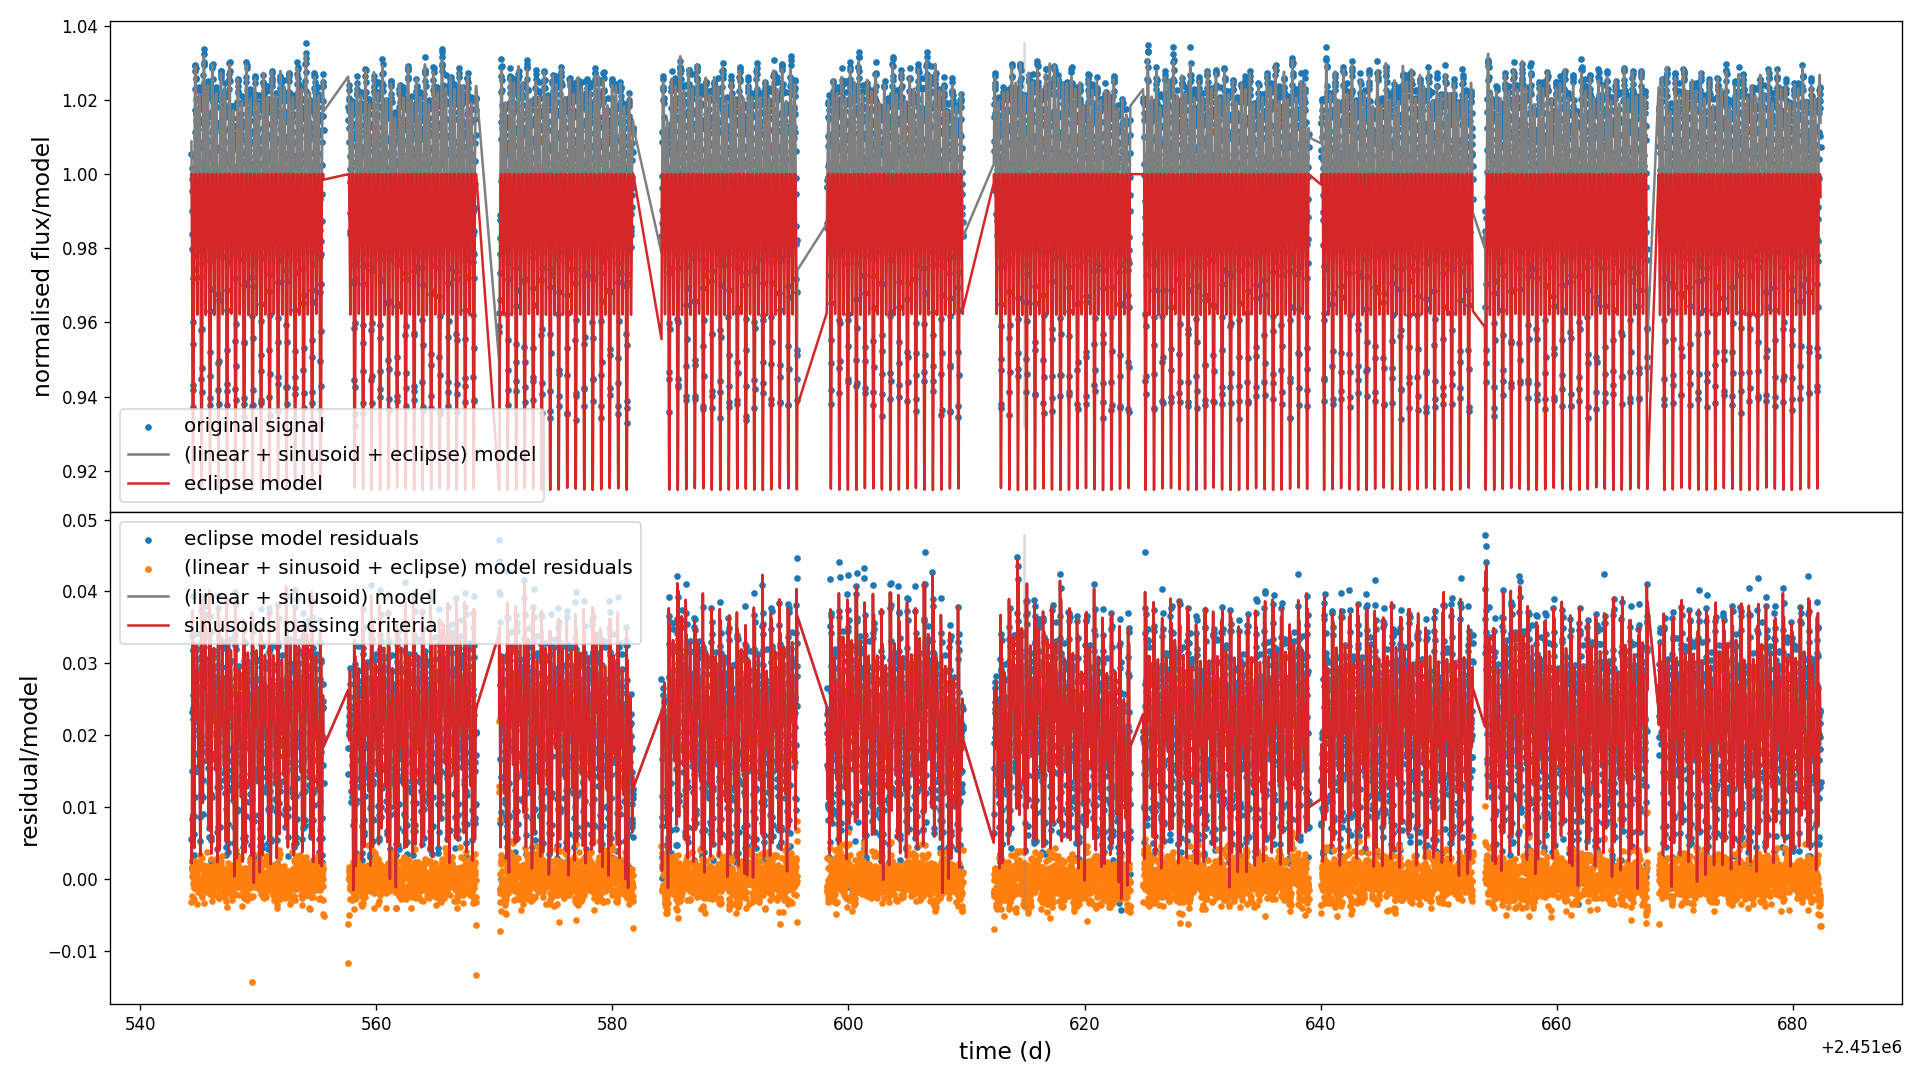 1.04
1.02
1.00
0.98
0.96
0.94
0.92
normalised flux/model
original signal
(linear + sinusoid + eclipse) model
eclipse model
0.05
0.04
0.03
0.02
0.01
0.00
−0.01
residual/model
eclipse model residuals
(linear + sinusoid + eclipse) model residuals
(linear + sinusoid) model
sinusoids passing criteria
540 560 580 600 620 640 660 680
time (d)
+2.451e6